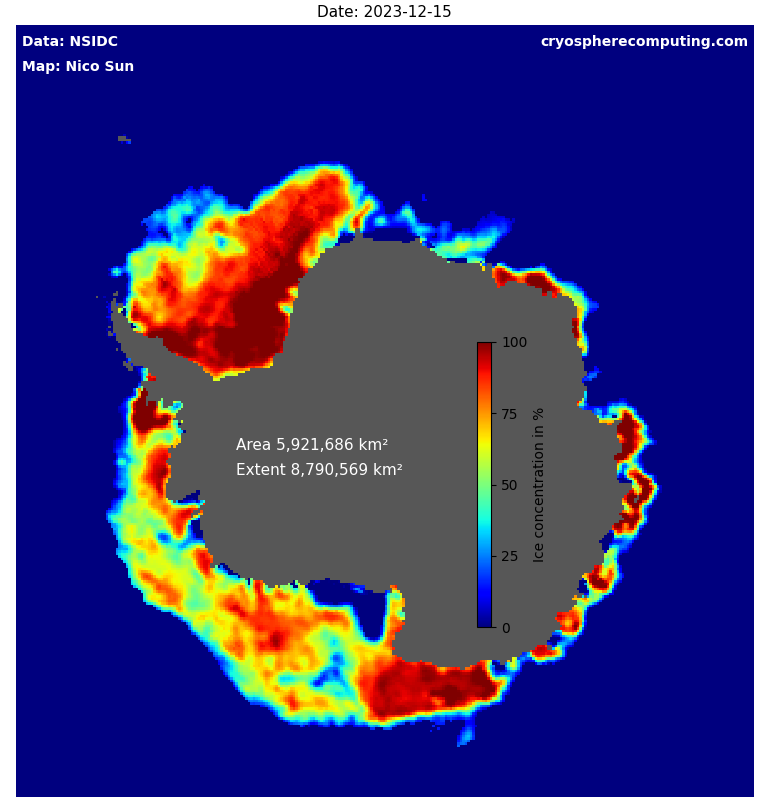 Date: 2023-12-15
Data: NSIDC
cryospherecomputing.com
Map: Nico Sun
100
75
50
25
0
Ice concentration in %
Area 5,921,686 km²
Extent 8,790,569 km²